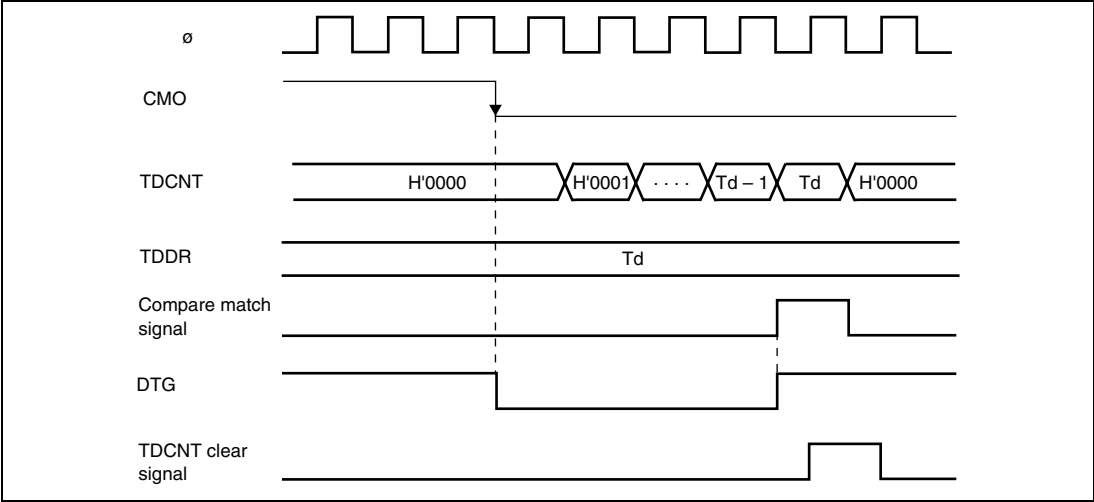 ø
CMO
TDCNT
H'0000
H'0001
····
Td – 1
Td
H'0000
TDDR
Td
Compare match
signal
DTG
TDCNT clear
signal